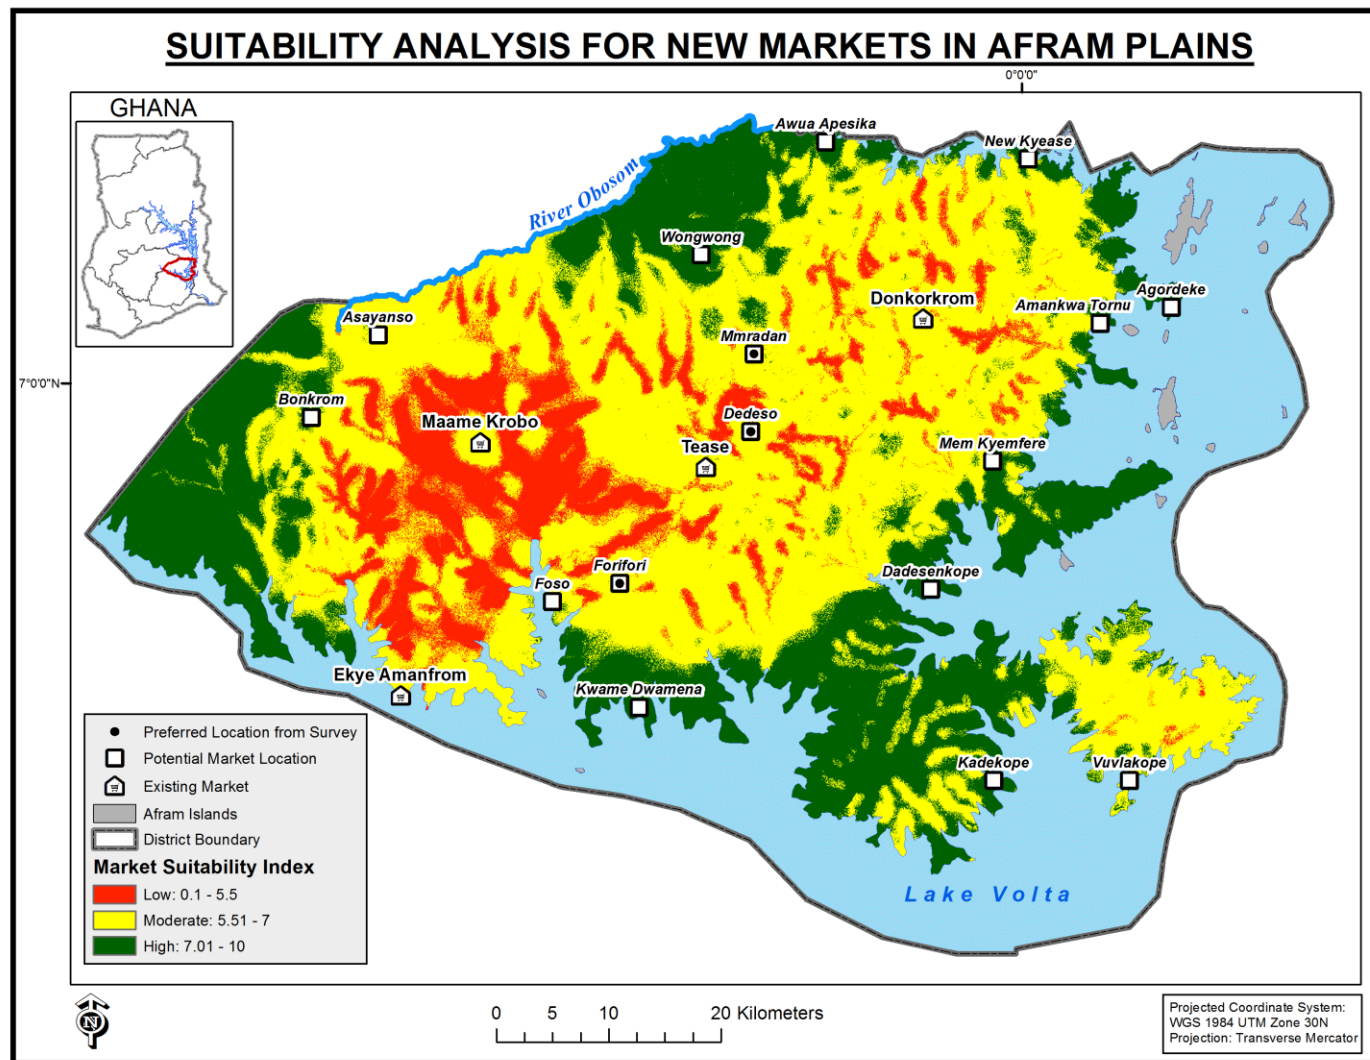 SUITABILITY ANALYSIS FOR NEW MARKETS IN AFRAM PLAINS
0°0'0"
GHANA
Awua Apesika
New Kyease
River Obosom
Wongwong
Agordeke
Donkorkrom
Amankwa Tornu
Asayanso
Mmradan
7°0'0"N
Bonkrom
Dedeso
Maame Krobo
Tease
Mem Kyemfere
Forifori
Dadesenkope
Foso
Ekye Amanfrom
Kwame Dwamena
Kadekope
Vuvlakope
Lake Volta
Preferred Location from Survey
Potential Market Location
Existing Market
Afram Islands
District Boundary
Market Suitability Index
Low: 0.1 - 5.5
Moderate: 5.51 - 7
High: 7.01 - 10
N
0 5 10 20 Kilometers
Projected Coordinate System:
WGS 1984 UTM Zone 30N
Projection: Transverse Mercator